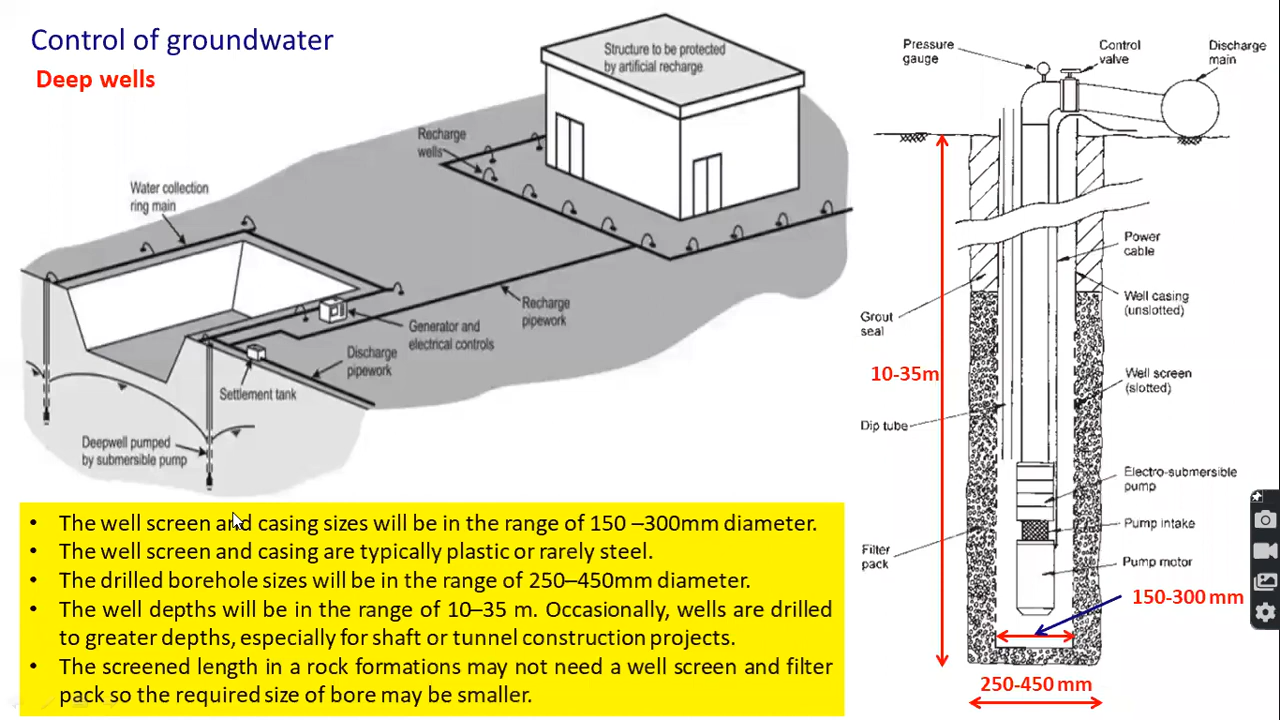 Control of groundwater
Deep wells
Structure to be protected
by artificial recharge
Recharge
wells
Water collection
ring main
Recharge
pipework
Generator and
electrical controls
Discharge
pipework
Settlement tank
Deepwell pumped
by submersible pump
• The well screen and casing sizes will be in the range of 150 –300mm diameter.
• The well screen and casing are typically plastic or rarely steel.
• The drilled borehole sizes will be in the range of 250–450mm diameter.
• The well depths will be in the range of 10–35 m. Occasionally, wells are drilled
to greater depths, especially for shaft or tunnel construction projects.
• The screened length in a rock formations may not need a well screen and filter
pack so the required size of bore may be smaller.
Pressure
gauge
Control
valve
Discharge
main
Power
cable
Well casing
(unslotted)
Grout
seal
10-35m
Well screen
(slotted)
Dip tube
Electro-submersible
pump
Pump intake
Filter
pack
Pump motor
150-300 mm
250-450 mm